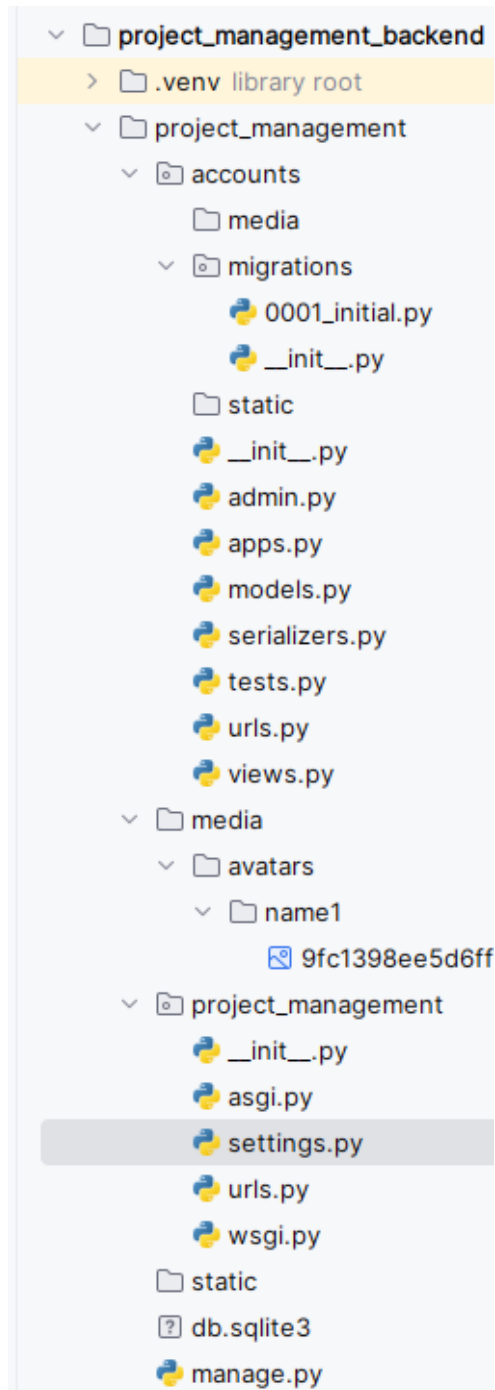 project_management_backend
.venv library root
project_management
accounts
media
migrations
0001_initial.py
__init__.py
static
__init__.py
admin.py
apps.py
models.py
serializers.py
tests.py
urls.py
views.py
media
avatars
name1
9fc1398ee5d6ff
project_management
__init__.py
asgi.py
settings.py
urls.py
wsgi.py
static
db.sqlite3
manage.py